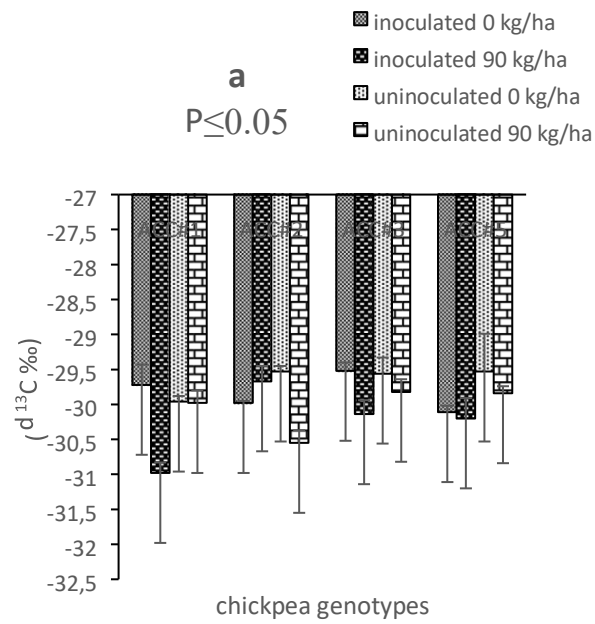 inoculated 0 kg/ha
inoculated 90 kg/ha
uninoculated 0 kg/ha
uninoculated 90 kg/ha
a
P≤0.05
-27
-27,5
-28
-28,5
-29
-29,5
-30
-30,5
-31
-31,5
-32
-32,5
(d ¹³C ‰)
chickpea genotypes